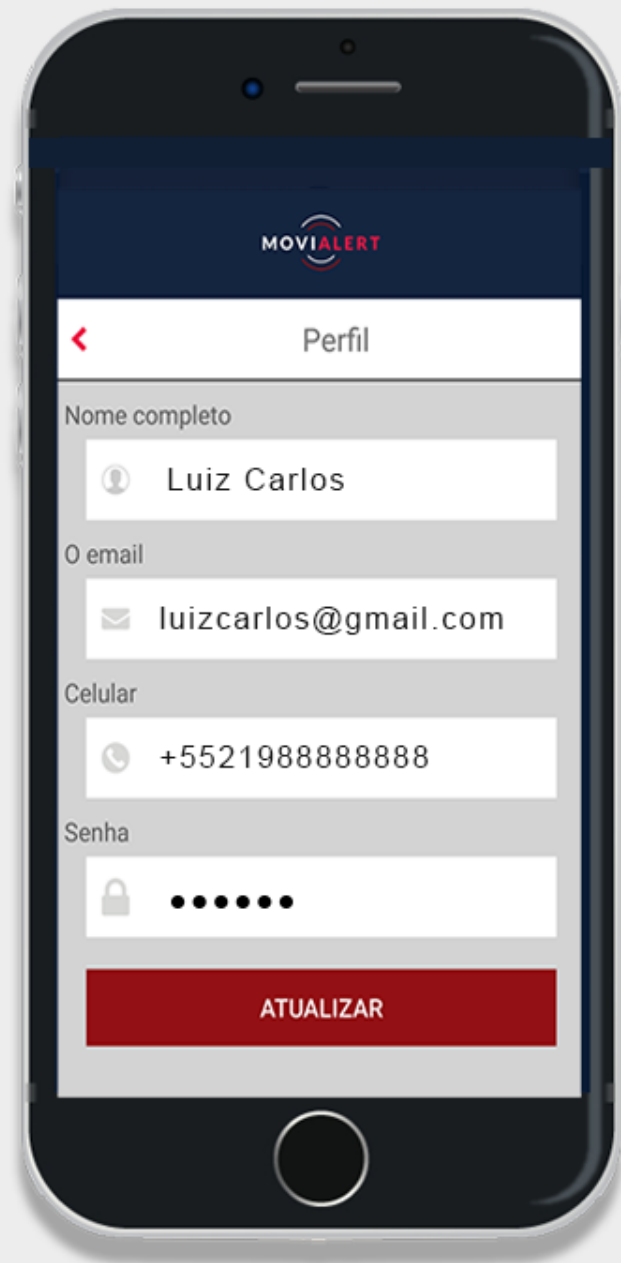 MOVIALERT
Perfil
Nome completo
Luiz Carlos
O email
luizcarlos@gmail.com
Celular
+5521988888888
Senha
••••••
ATUALIZAR